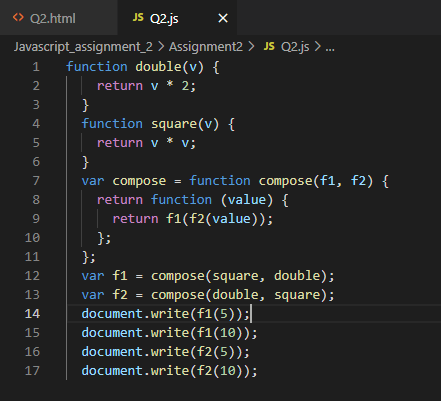 <> Q2.html JS Q2.js ×
Javascript_assignment_2 > Assignment2 > JS Q2.js > ...
1 function double(v) {
2 return v * 2;
3 }
4 function square(v) {
5 return v * v;
6 }
7 var compose = function compose(f1, f2) {
8 return function (value) {
9 return f1(f2(value));
10 };
11 };
12 var f1 = compose(square, double);
13 var f2 = compose(double, square);
14 document.write(f1(5));
15 document.write(f1(10));
16 document.write(f2(5));
17 document.write(f2(10));